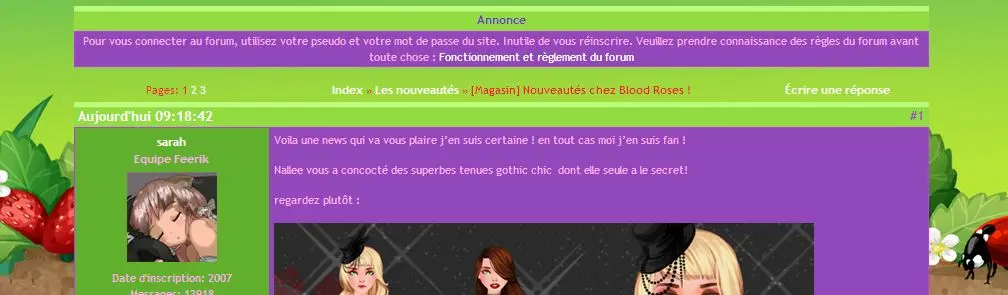 Annonce
Pour vous connecter au forum, utilisez votre pseudo et votre mot de passe du site. Inutile de vous réinscrire. Veuillez prendre connaissance des règles du forum avant
toute chose : Fonctionnement et règlement du forum
Pages: 1 2 3 Index » Les nouveautés » [Magasin] Nouveautés chez Blood Roses ! Écrire une réponse
Aujourd'hui 09:18:42 #1
sarah
Equipe Feerik
Date d'inscription: 2007
Messages: 13918
Voila une news qui va vous plaire j'en suis certaine ! en tout cas moi j'en suis fan !
Nallee vous a concocté des superbes tenues gothic chic dont elle seule a le secret!
regardez plutôt :